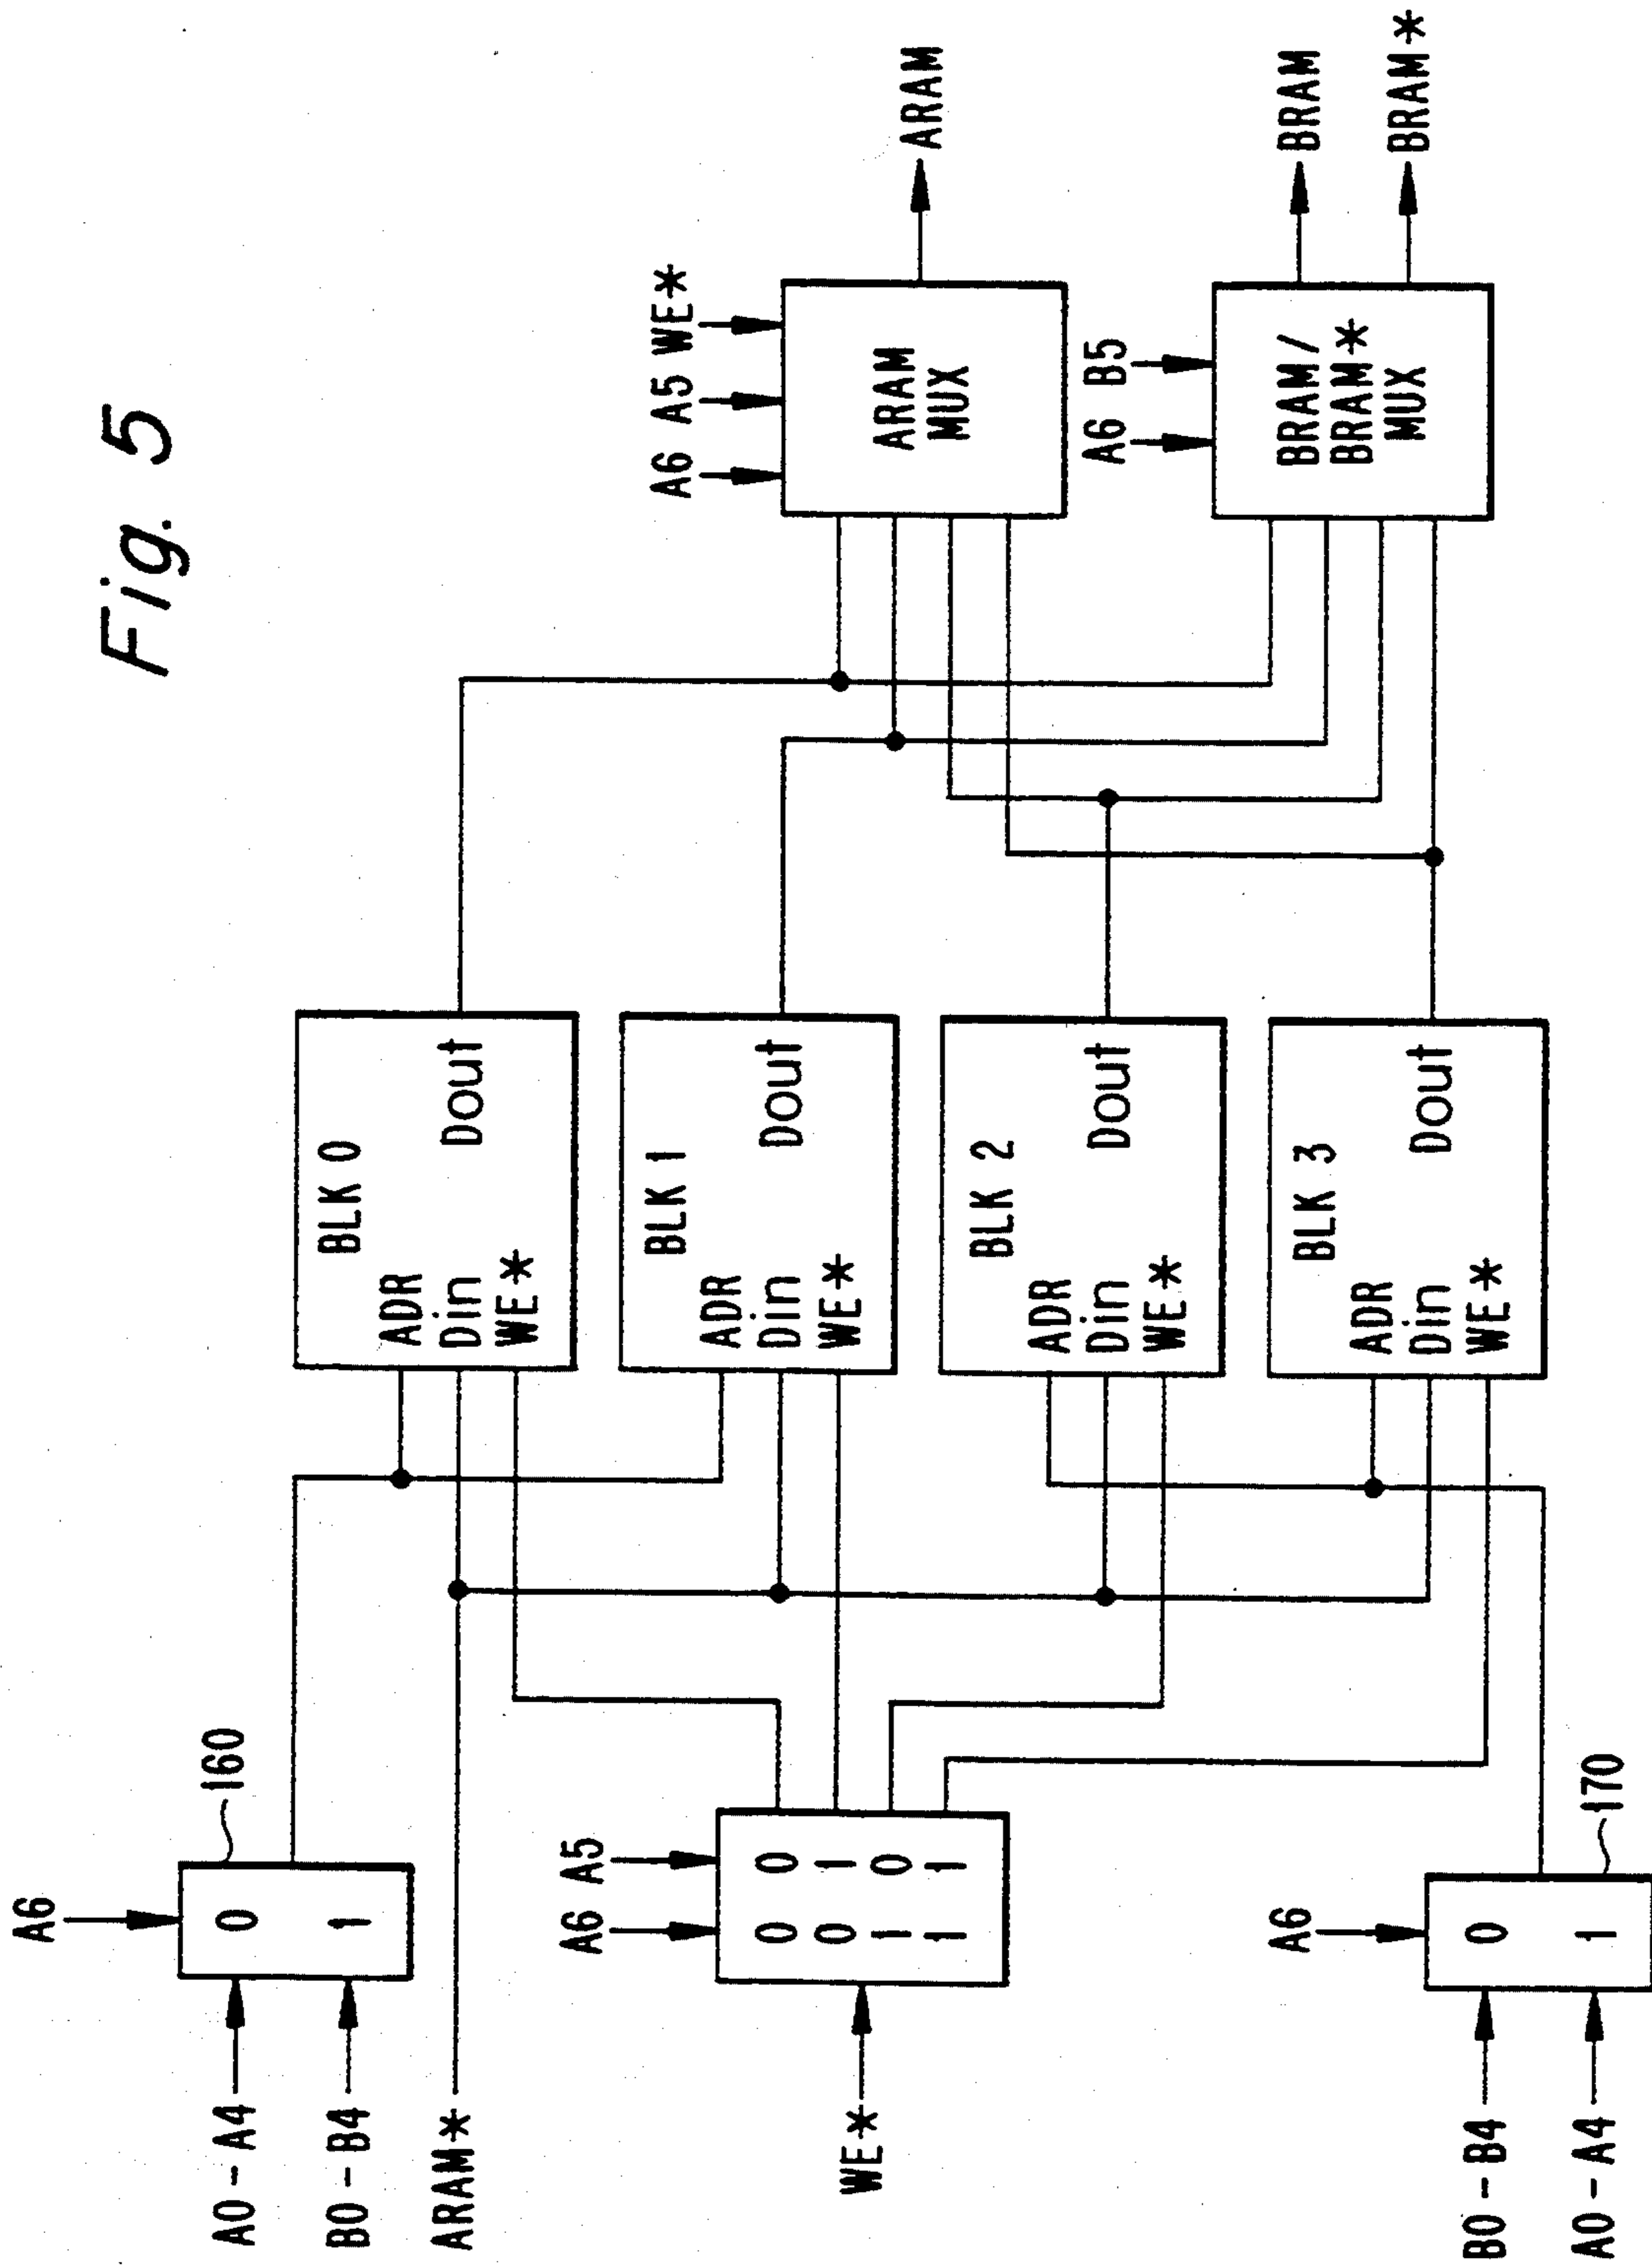 Fig. 5
A6
160
A0 - A4
0
B0 - B4
1
ARAM*
A6 A5
WE*
0 0
0 1
1 0
1 1
A6
170
B0 - B4
0
A0 - A4
1
BLK 0
ADR
Din
Dout
WE*
BLK 1
ADR
Din
Dout
WE*
BLK 2
ADR
Din
Dout
WE*
BLK 3
ADR
Din
Dout
WE*
A6 A5 WE*
ARAM
MUX
ARAM
A6 B5
BRAM/
BRAM*
MUX
BRAM
BRAM*